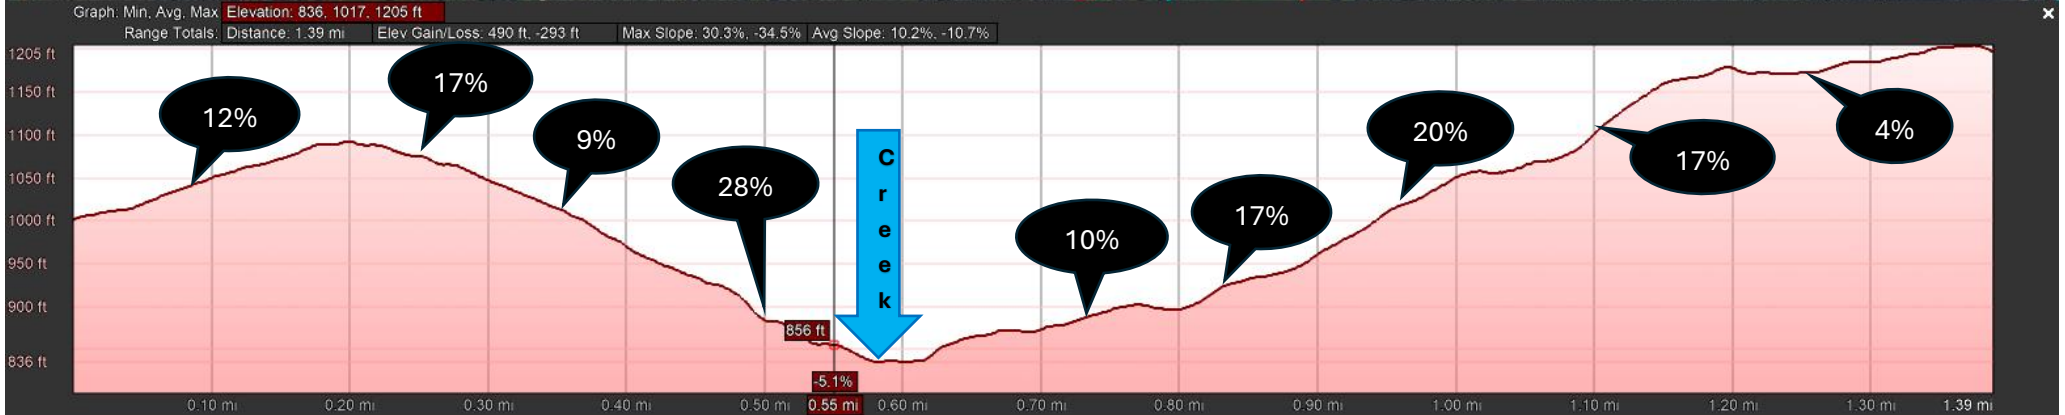 Graph: Min, Avg, Max Elevation: 836, 1017, 1205 ft
Range Totals: Distance: 1.39 mi Elev Gain/Loss: 490 ft, -293 ft Max Slope: 30.3%, -34.5% Avg Slope: 10.2%, -10.7%
1205 ft
1150 ft
1100 ft
1050 ft
1000 ft
950 ft
900 ft
836 ft
12%
17%
9%
28%
Creek
10%
17%
20%
17%
4%
856 ft
-5.1%
0.10 mi 0.20 mi 0.30 mi 0.40 mi 0.50 mi 0.55 mi 0.60 mi 0.70 mi 0.80 mi 0.90 mi 1.00 mi 1.10 mi 1.20 mi 1.30 mi 1.39 mi